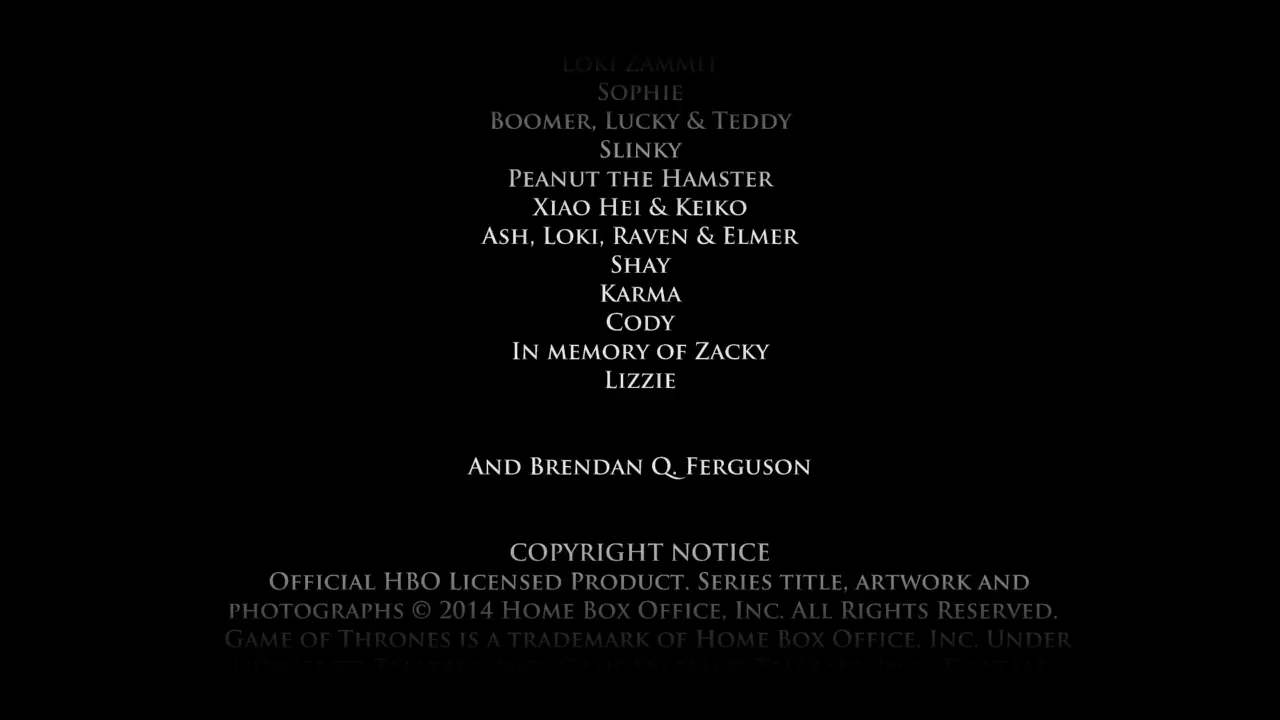 Loki Zammit
Sophie
Boomer, Lucky & Teddy
Slinky
Peanut the Hamster
Xiao Hei & Keiko
Ash, Loki, Raven & Elmer
Shay
Karma
Cody
In memory of Zacky
Lizzie
And Brendan Q. Ferguson
COPYRIGHT NOTICE
Official HBO Licensed Product. Series title, artwork and
photographs © 2014 Home Box Office, Inc. All Rights Reserved.
Game of Thrones is a trademark of Home Box Office, Inc. Under